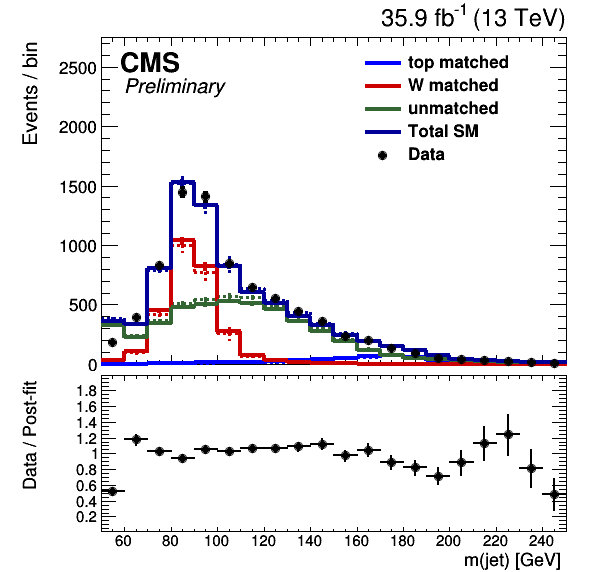 35.9 fb⁻¹ (13 TeV)
Events / bin
CMS
Preliminary
top matched
W matched
unmatched
Total SM
Data
2500
2000
1500
1000
500
0
Data / Post-fit
1.8
1.6
1.4
1.2
1
0.8
0.6
0.4
0.2
60 80 100 120 140 160 180 200 220 240
m(jet) [GeV]